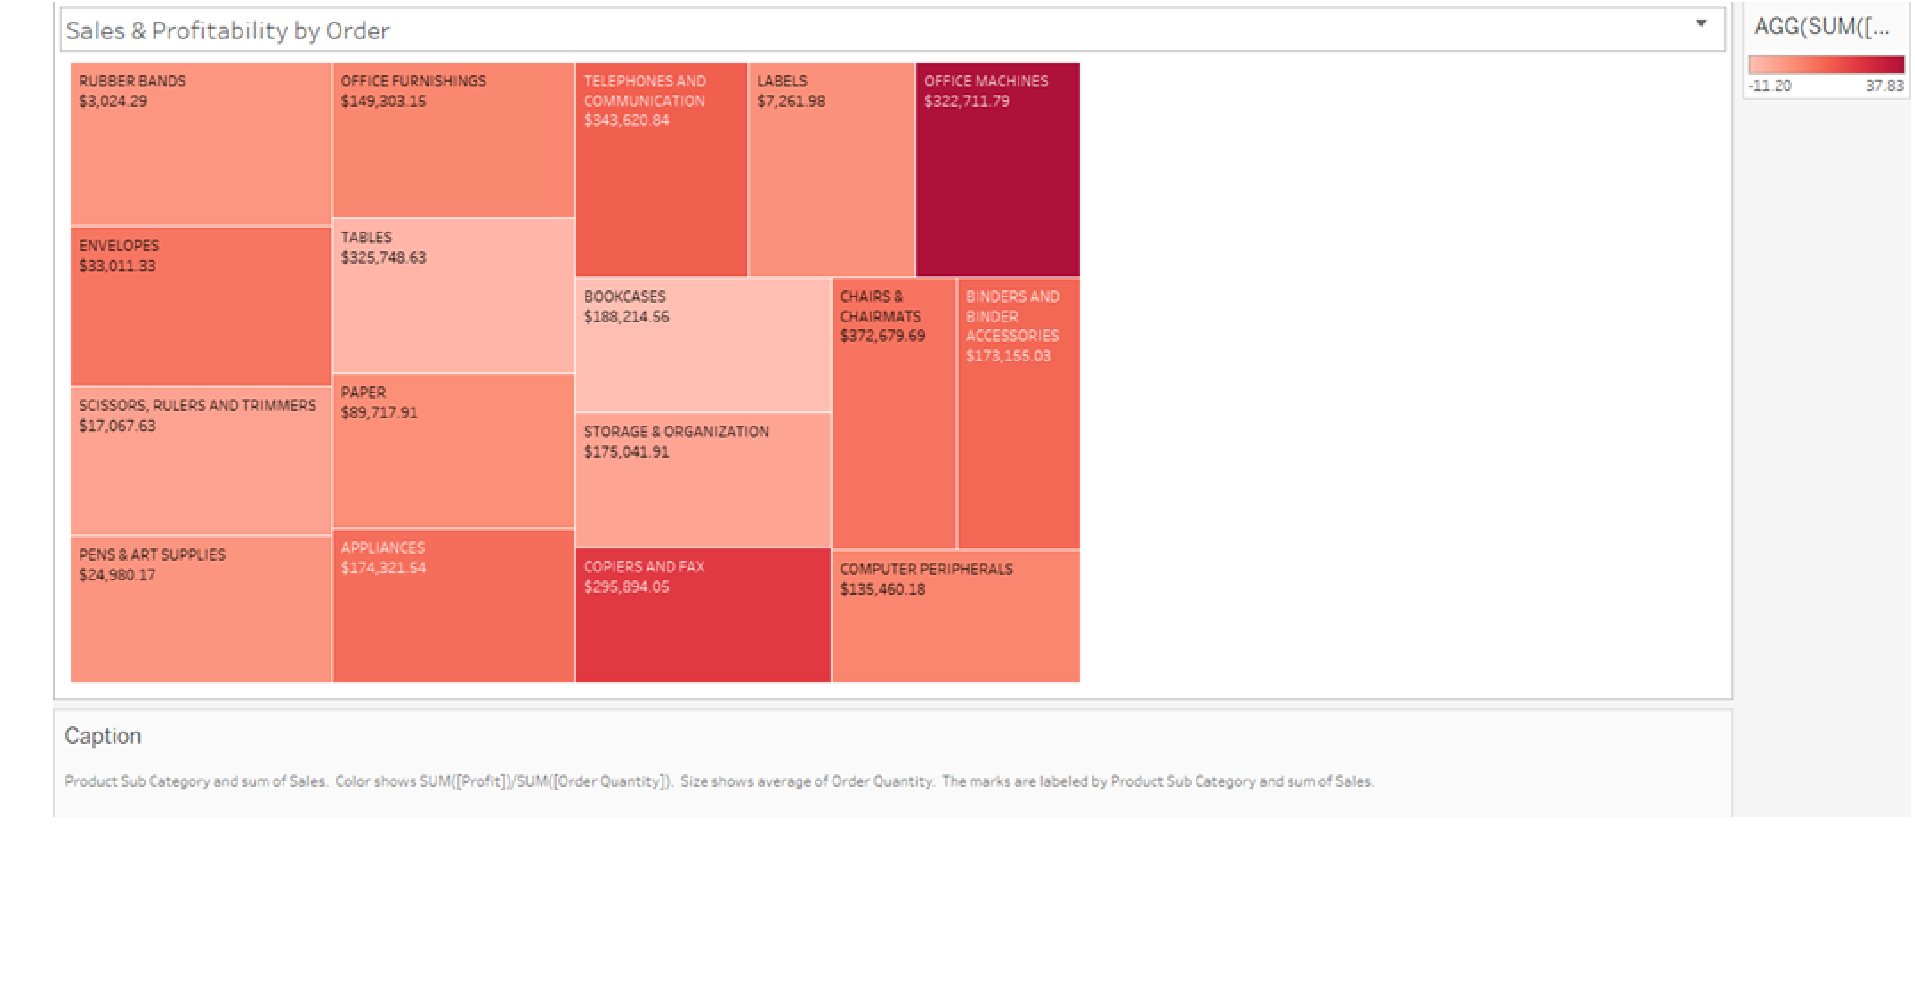 Sales & Profitability by Order
AGG(SUM([...
-11.20 37.83
RUBBER BANDS
$3,024.29
ENVELOPES
$33,011.33
SCISSORS, RULERS AND TRIMMERS
$17,067.63
PENS & ART SUPPLIES
$24,980.17
OFFICE FURNISHINGS
$149,303.15
TABLES
$325,748.63
PAPER
$89,717.91
APPLIANCES
$174,321.54
TELEPHONES AND
COMMUNICATION
$343,620.84
LABELS
$7,261.98
OFFICE MACHINES
$322,711.79
BOOKCASES
$188,214.56
STORAGE & ORGANIZATION
$175,041.91
COPIERS AND FAX
$295,894.05
CHAIRS &
CHAIRMATS
$372,679.69
BINDERS AND
BINDER
ACCESSORIES
$173,155.03
COMPUTER PERIPHERALS
$135,460.18
Caption
Product Sub Category and sum of Sales. Color shows SUM([Profit])/SUM([Order Quantity]). Size shows average of Order Quantity. The marks are labeled by Product Sub Category and sum of Sales.